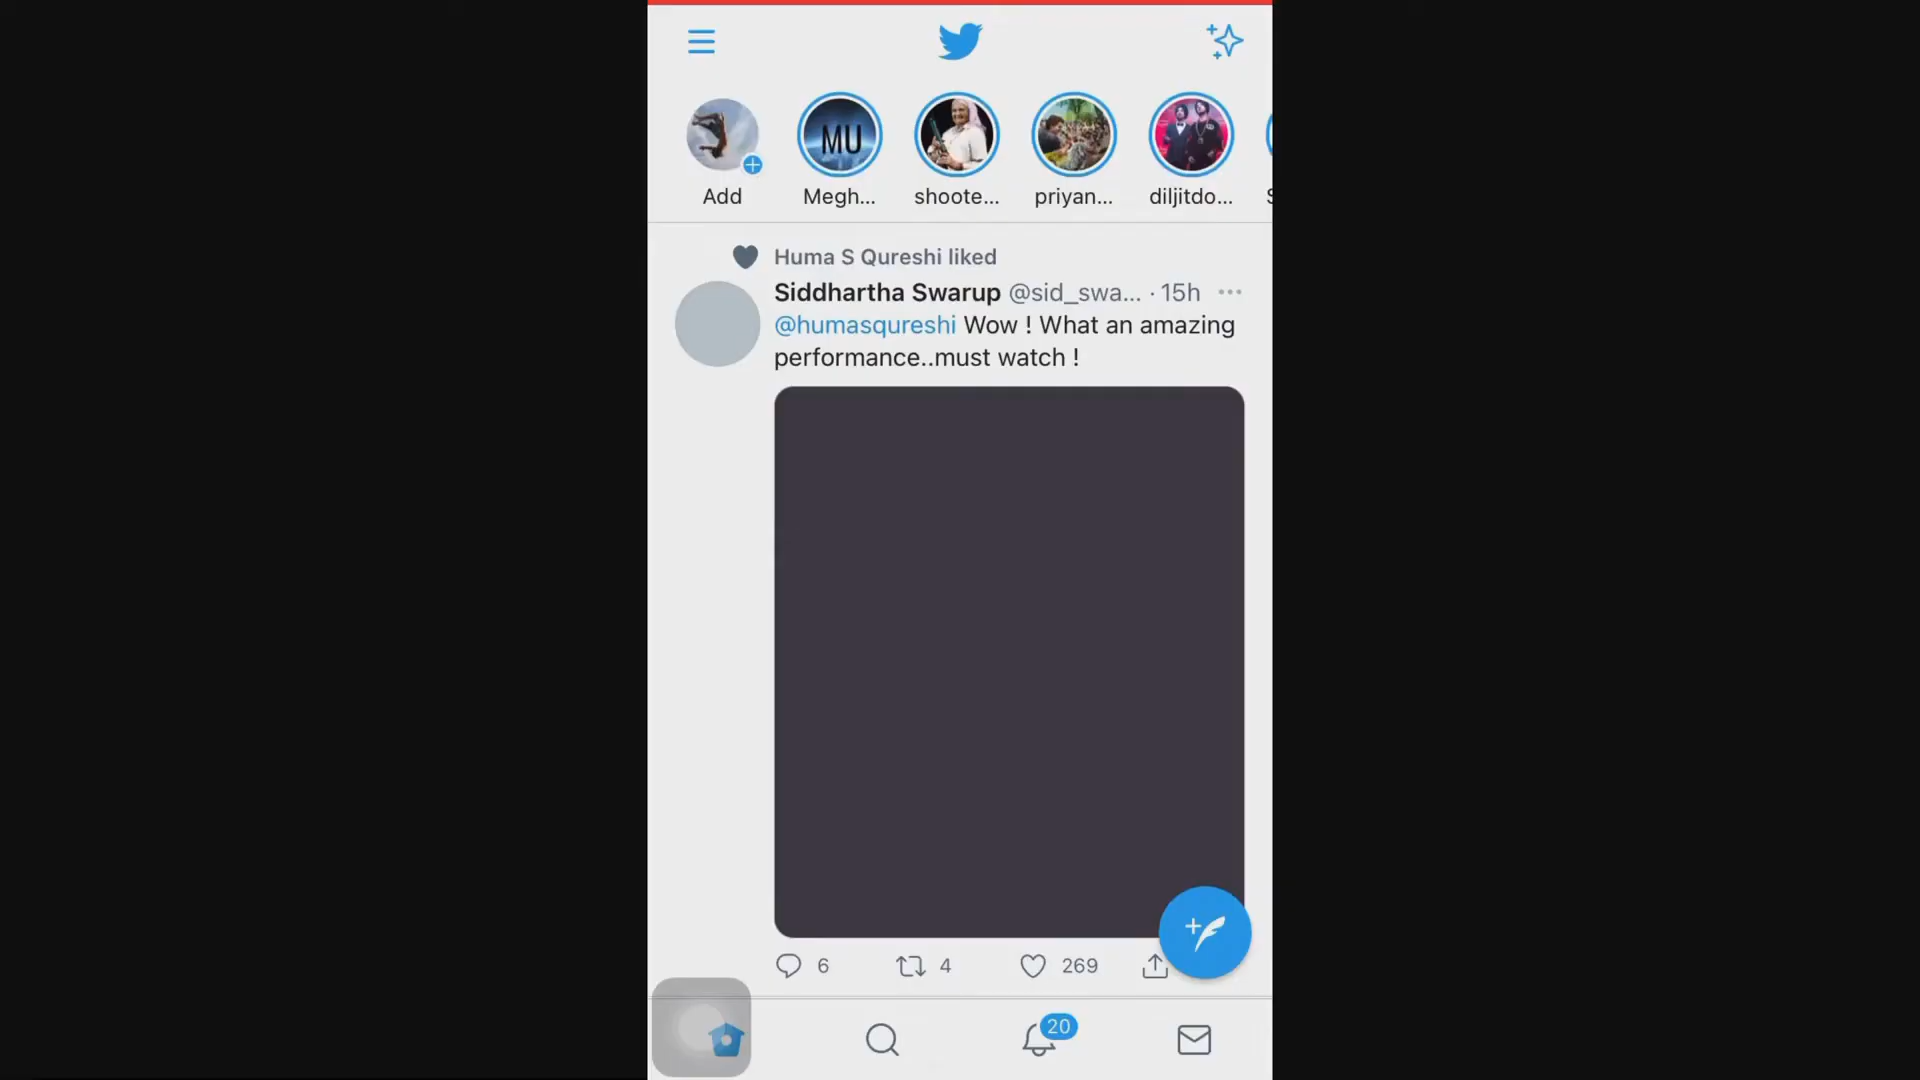 MU
Add
Megh...
shoote...
priyan...
diljitdo...
Huma S Qureshi liked
Siddhartha Swarup @sid_swa... · 15h
@humasqureshi Wow ! What an amazing
performance..must watch !
6 4 269
20